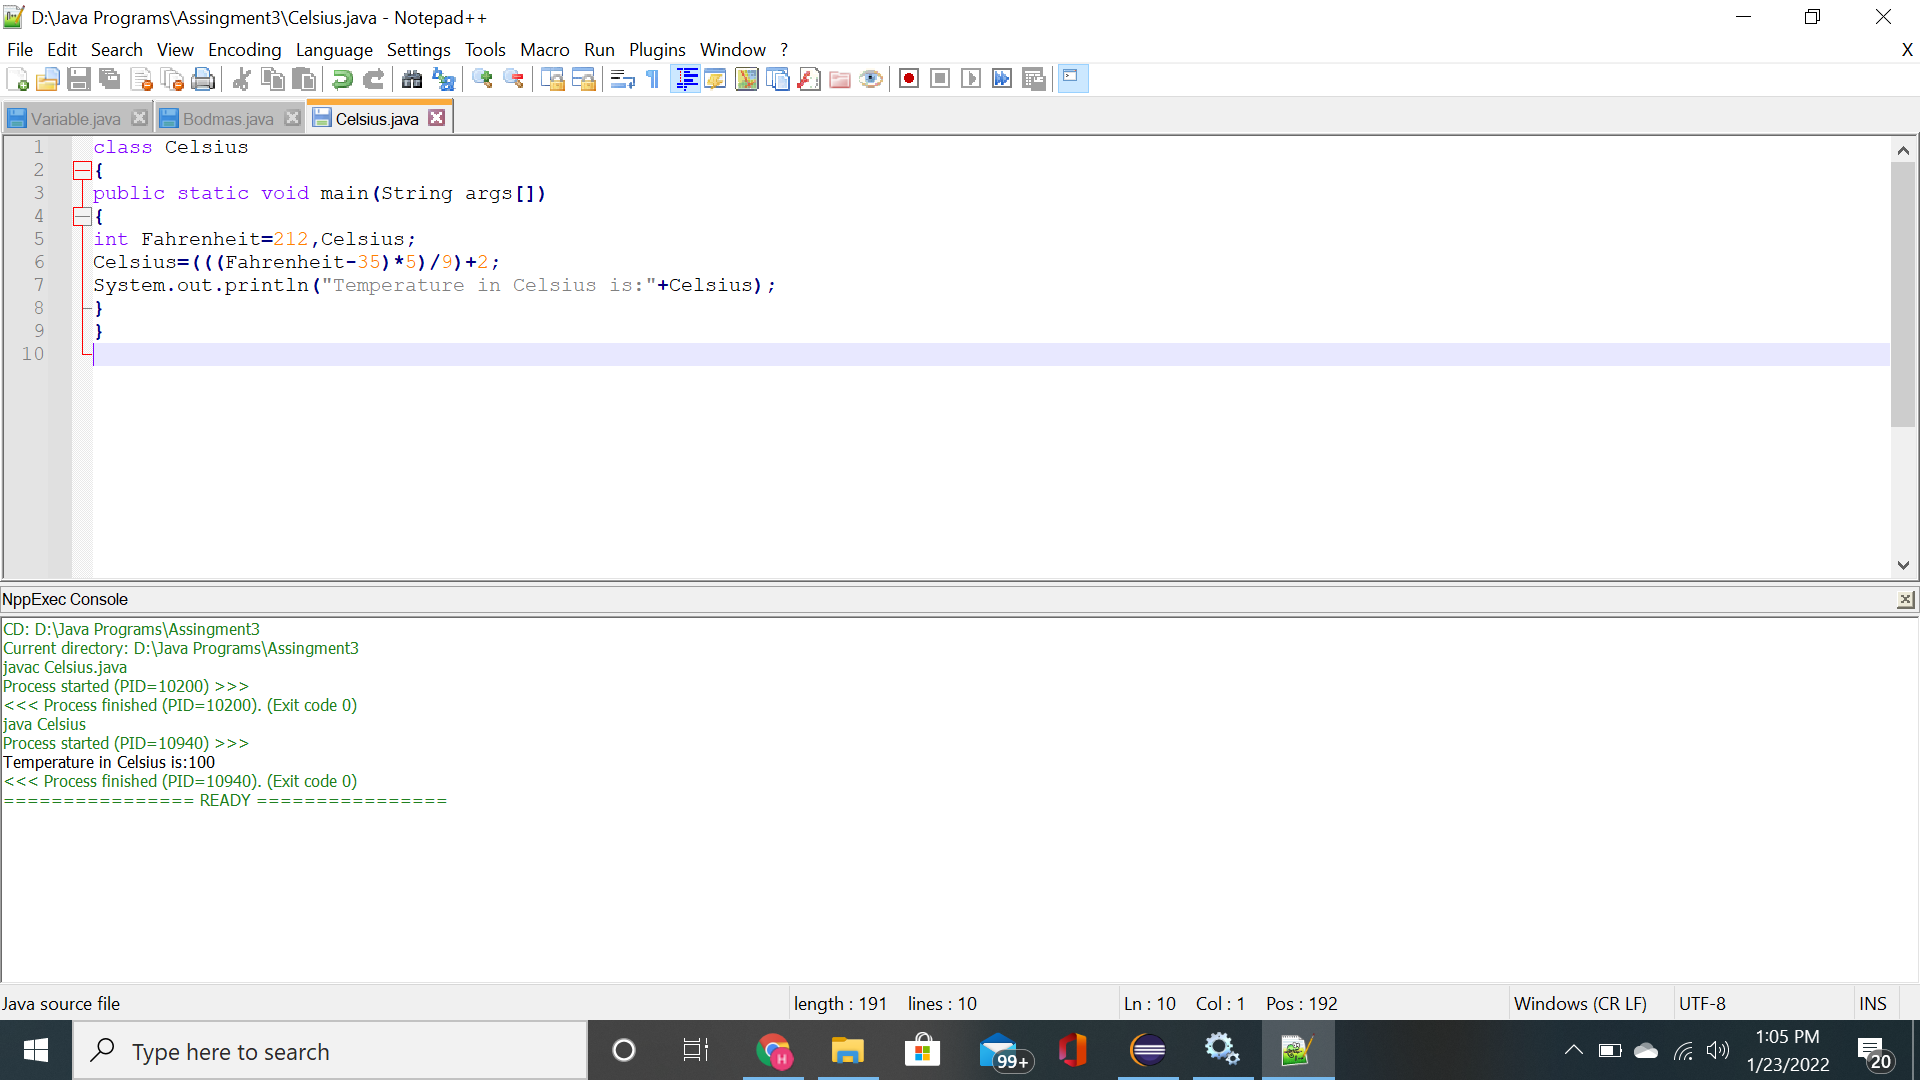 D:\Java Programs\Assingment3\Celsius.java - Notepad++
File Edit Search View Encoding Language Settings Tools Macro Run Plugins Window ? X
Variable.java Bodmas.java Celsius.java
1 class Celsius
2 {
3 public static void main(String args[])
4 {
5 int Fahrenheit=212,Celsius;
6 Celsius=(((Fahrenheit-35)*5)/9)+2;
7 System.out.println("Temperature in Celsius is:"+Celsius);
8 }
9 }
10
NppExec Console
CD: D:\Java Programs\Assingment3
Current directory: D:\Java Programs\Assingment3
javac Celsius.java
Process started (PID=10200) >>>
<<< Process finished (PID=10200). (Exit code 0)
java Celsius
Process started (PID=10940) >>>
Temperature in Celsius is:100
<<< Process finished (PID=10940). (Exit code 0)
================ READY ================
Java source file length : 191 lines : 10 Ln : 10 Col : 1 Pos : 192 Windows (CR LF) UTF-8 INS
Type here to search H 99+ 1:05 PM
1/23/2022 20